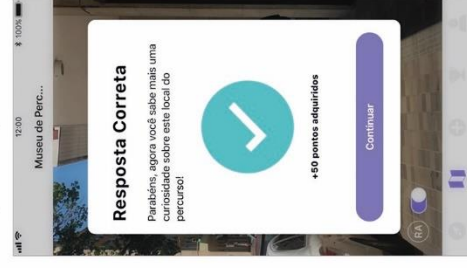 12:00
100%
Museu de Perc...
Resposta Correta
Parabéns, agora você sabe mais uma
curiosidade sobre este local do
percurso!
+50 pontos adquiridos
Continuar
RA